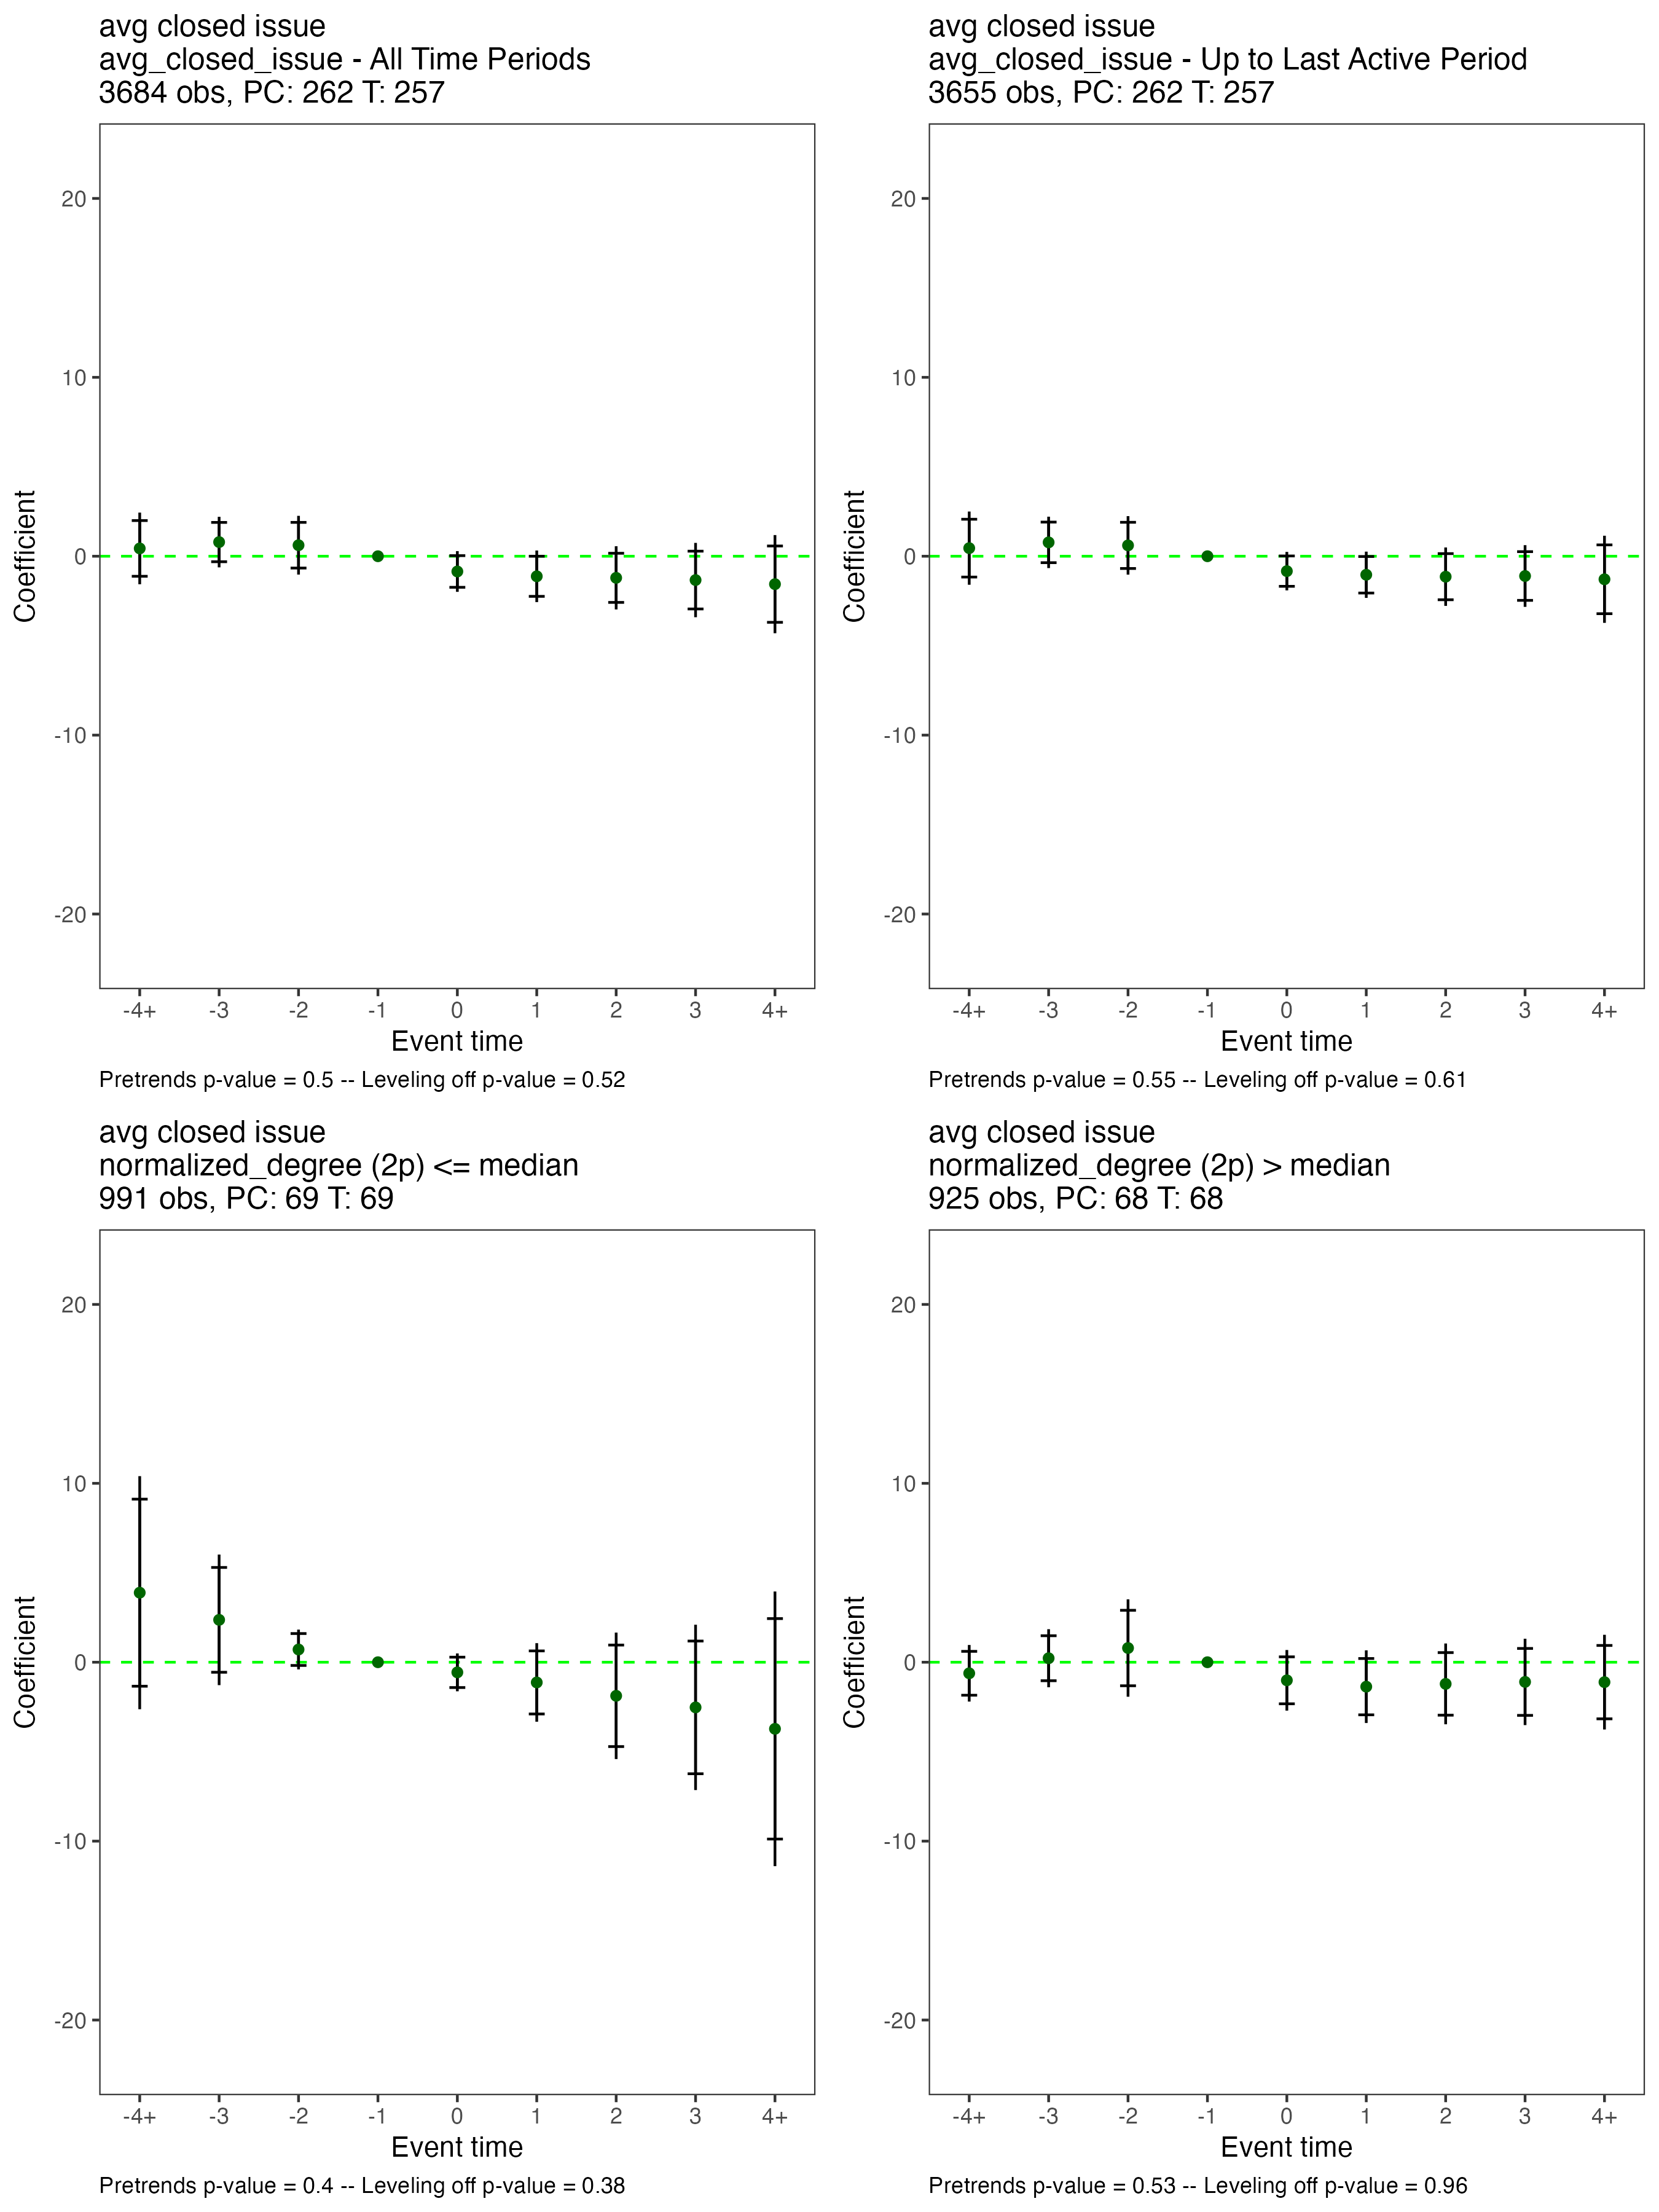 avg closed issue
avg_closed_issue - All Time Periods
3684 obs, PC: 262 T: 257
Coefficient
20
10
0
-10
-20
-4+ -3 -2 -1 0 1 2 3 4+
Event time
Pretrends p-value = 0.5 -- Leveling off p-value = 0.52
avg closed issue
avg_closed_issue - Up to Last Active Period
3655 obs, PC: 262 T: 257
Coefficient
20
10
0
-10
-20
-4+ -3 -2 -1 0 1 2 3 4+
Event time
Pretrends p-value = 0.55 -- Leveling off p-value = 0.61
avg closed issue
normalized_degree (2p) <= median
991 obs, PC: 69 T: 69
Coefficient
20
10
0
-10
-20
-4+ -3 -2 -1 0 1 2 3 4+
Event time
Pretrends p-value = 0.4 -- Leveling off p-value = 0.38
avg closed issue
normalized_degree (2p) > median
925 obs, PC: 68 T: 68
Coefficient
20
10
0
-10
-20
-4+ -3 -2 -1 0 1 2 3 4+
Event time
Pretrends p-value = 0.53 -- Leveling off p-value = 0.96